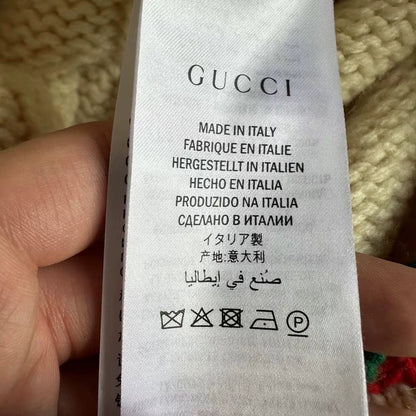 GUCCI
MADE IN ITALY
FABRIQUE EN ITALIE
HERGESTELLT IN ITALIEN
HECHO EN ITALIA
PRODUZIDO NA ITALIA
СДЕЛАНО В ИТАЛИИ
イタリア製
产地:意大利
صُنع في إيطاليا
P